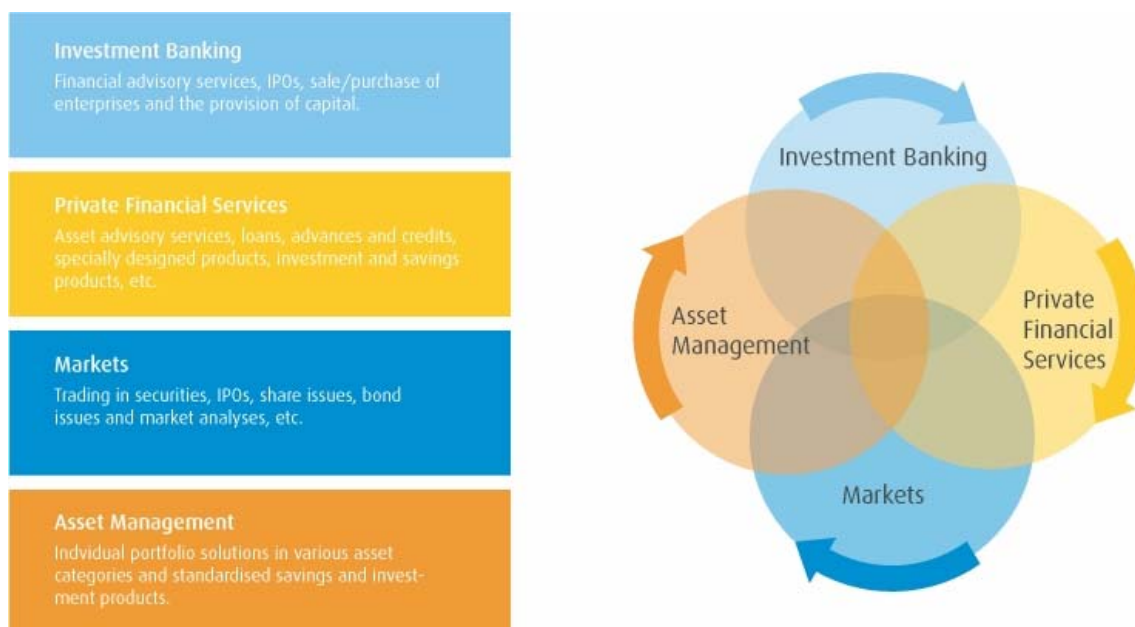 Investment Banking
Financial advisory services, IPOs, sale/purchase of
enterprises and the provision of capital.
Private Financial Services
Asset advisory services, loans, advances and credits,
specially designed products, investment and savings
products, etc.
Markets
Trading in securities, IPOs, share issues, bond
issues and market analyses, etc.
Asset Management
Indvidual portfolio solutions in various asset
categories and standardised savings and invest-
ment products.
Investment Banking
Asset
Management
Private
Financial
Services
Markets